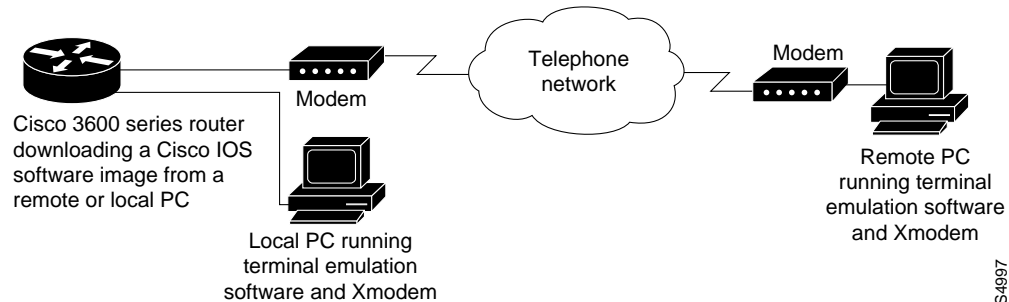 Telephone
network
Modem
Modem
Cisco 3600 series router
downloading a Cisco IOS
software image from a
remote or local PC
Local PC running
terminal emulation
software and Xmodem
Remote PC
running terminal
emulation software
and Xmodem
S4997